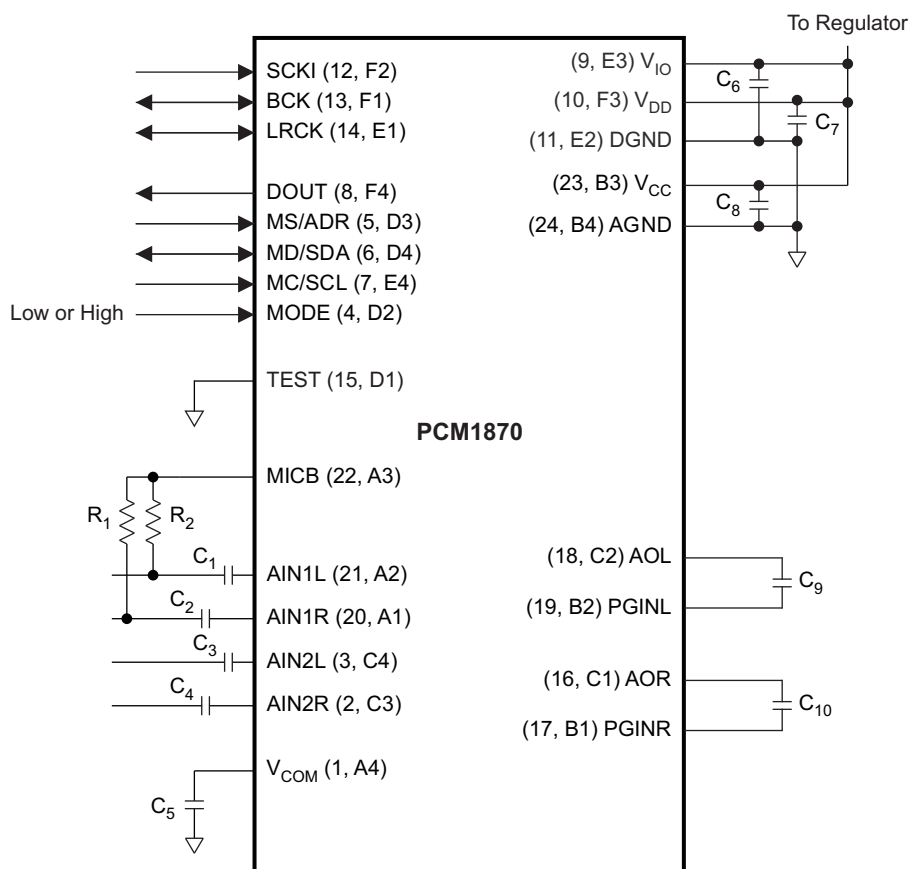 To Regulator
SCKI (12, F2)
BCK (13, F1)
LRCK (14, E1)
DOUT (8, F4)
MS/ADR (5, D3)
MD/SDA (6, D4)
MC/SCL (7, E4)
Low or High
MODE (4, D2)
TEST (15, D1)
PCM1870
MICB (22, A3)
R1
R2
C1
AIN1L (21, A2)
C2
AIN1R (20, A1)
C3
AIN2L (3, C4)
C4
AIN2R (2, C3)
VCOM (1, A4)
C5
(9, E3) VIO
C6
(10, F3) VDD
C7
(11, E2) DGND
(23, B3) VCC
C8
(24, B4) AGND
(18, C2) AOL
C9
(19, B2) PGINL
(16, C1) AOR
C10
(17, B1) PGINR